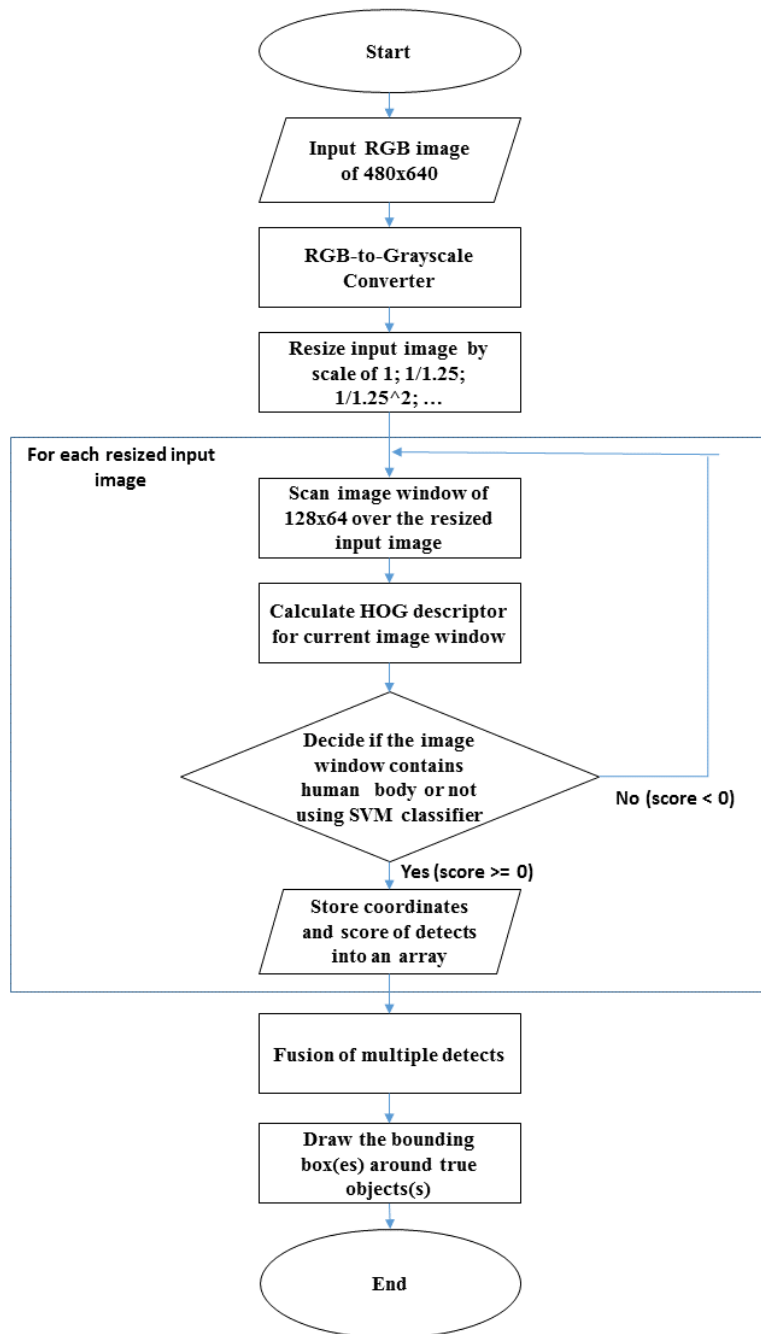 Start
Input RGB image
of 480x640
RGB-to-Grayscale
Converter
Resize input image by
scale of 1; 1/1.25;
1/1.25^2; …
For each resized input
image
Scan image window of
128x64 over the resized
input image
Calculate HOG descriptor
for current image window
Decide if the image
window contains
human body or not
using SVM classifier
No (score < 0)
Yes (score >= 0)
Store coordinates
and score of detects
into an array
Fusion of multiple detects
Draw the bounding
box(es) around true
objects(s)
End